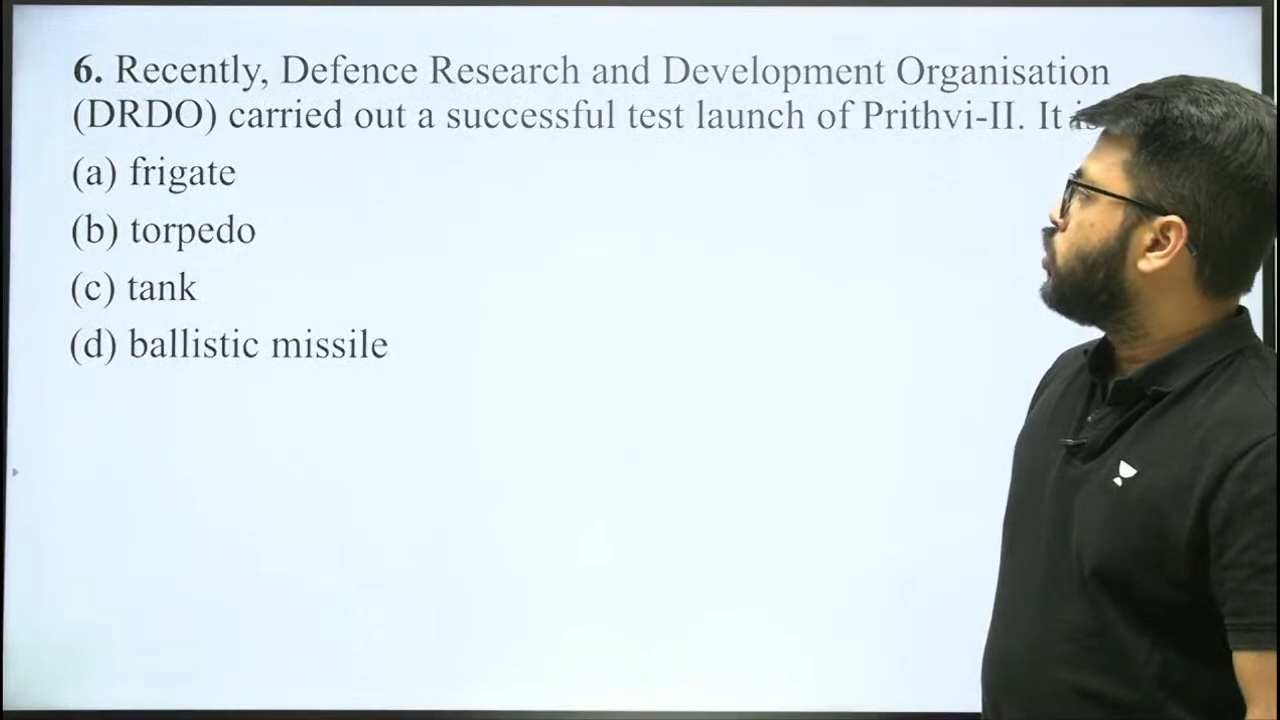 6. Recently, Defence Research and Development Organisation
(DRDO) carried out a successful test launch of Prithvi-II. It is
(a) frigate
(b) torpedo
(c) tank
(d) ballistic missile